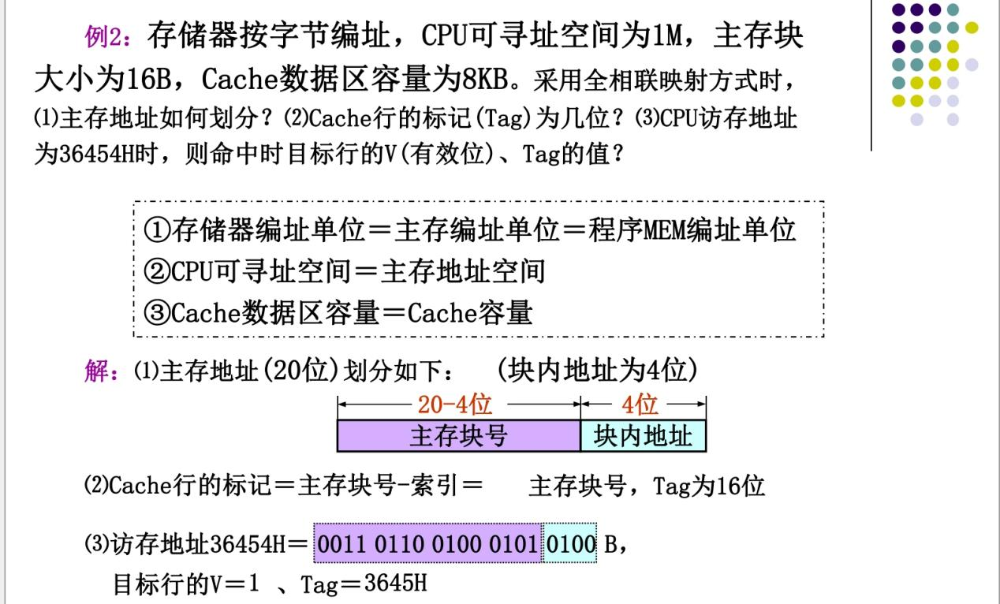 例2：存储器按字节编址，CPU可寻址空间为1M，主存块
大小为16B，Cache数据区容量为8KB。采用全相联映射方式时，
⑴主存地址如何划分？⑵Cache行的标记(Tag)为几位？⑶CPU访存地址
为36454H时，则命中时目标行的V(有效位)、Tag的值？
①存储器编址单位＝主存编址单位＝程序MEM编址单位
②CPU可寻址空间＝主存地址空间
③Cache数据区容量＝Cache容量
解：⑴主存地址(20位)划分如下： (块内地址为4位)
20-4位 4位
主存块号 块内地址
⑵Cache行的标记＝主存块号-索引＝ 主存块号，Tag为16位
⑶访存地址36454H＝0011 0110 0100 0101 0100 B，
目标行的V＝1 、Tag＝3645H